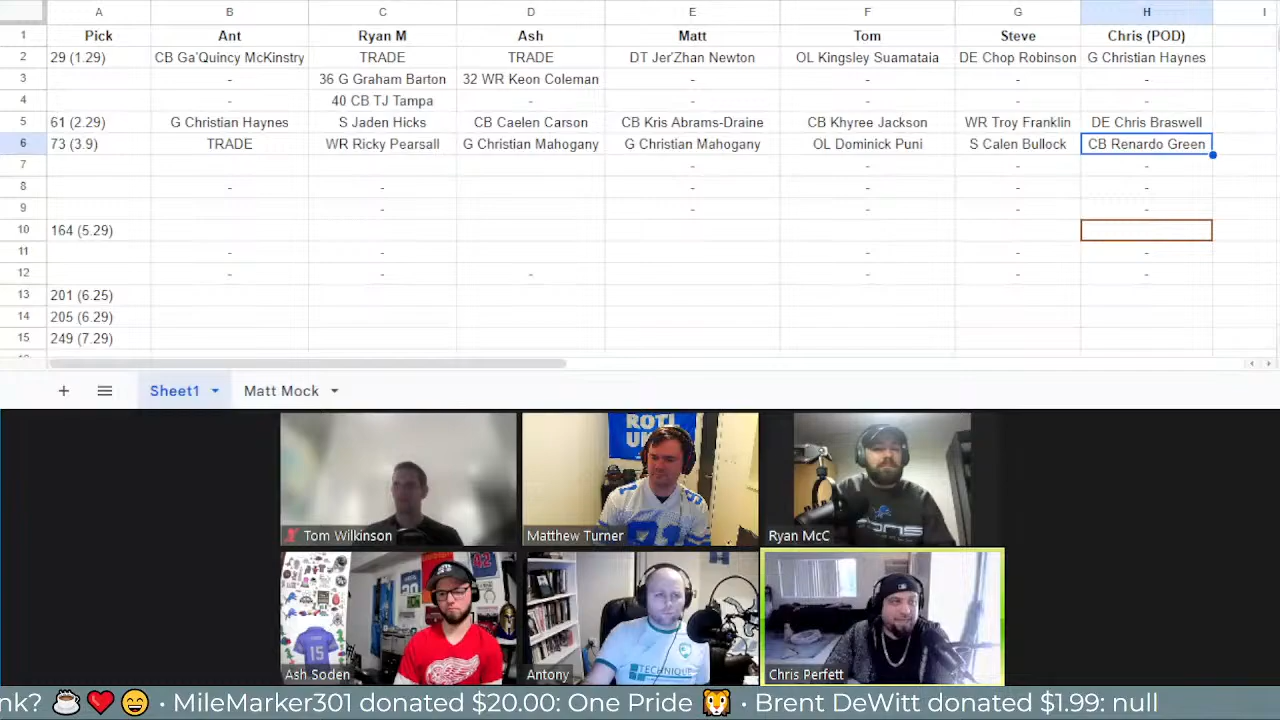 A B C D E F G H I
1 Pick Ant Ryan M Ash Matt Tom Steve Chris (POD)
2 29 (1.29) CB Ga'Quincy McKinstry TRADE TRADE DT Jer'Zhan Newton OL Kingsley Suamataia DE Chop Robinson G Christian Haynes
3 - 36 G Graham Barton 32 WR Keon Coleman - - - -
4 - 40 CB TJ Tampa - - - - -
5 61 (2.29) G Christian Haynes S Jaden Hicks CB Caelen Carson CB Kris Abrams-Draine CB Khyree Jackson WR Troy Franklin DE Chris Braswell
6 73 (3.9) TRADE WR Ricky Pearsall G Christian Mahogany G Christian Mahogany OL Dominick Puni S Calen Bullock CB Renardo Green
7 - - - -
8 - - - - - -
9 - - - -
10 164 (5.29)
11 - - - - -
12 - - - - - -
13 201 (6.25)
14 205 (6.29)
15 249 (7.29)
+ Sheet1 Matt Mock
ROTL
UK
Tom Wilkinson
Matthew Turner
Ryan McC
42
15
TECHNIQUE
Ash Soden
Antony
Chris Perfett
nk? ☕❤️😄 · MileMarker301 donated $20.00: One Pride 🦁 · Brent DeWitt donated $1.99: null